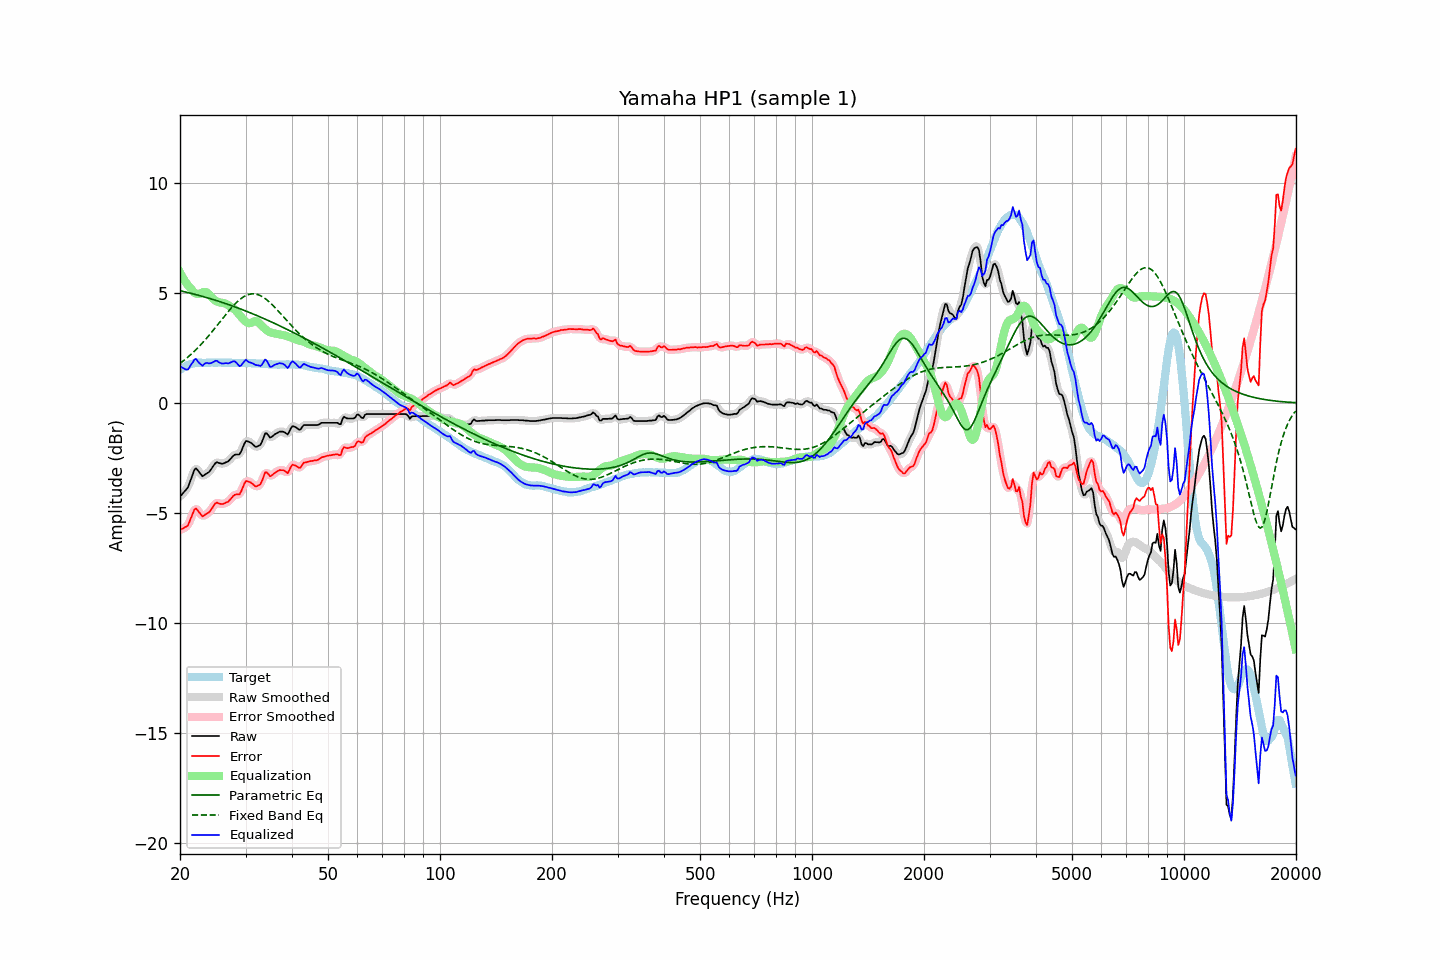 Yamaha HP1 (sample 1)
Amplitude (dBr)
10
5
0
−5
−10
−15
−20
Target
Raw Smoothed
Error Smoothed
Raw
Error
Equalization
Parametric Eq
Fixed Band Eq
Equalized
20 50 100 200 500 1000 2000 5000 10000 20000
Frequency (Hz)